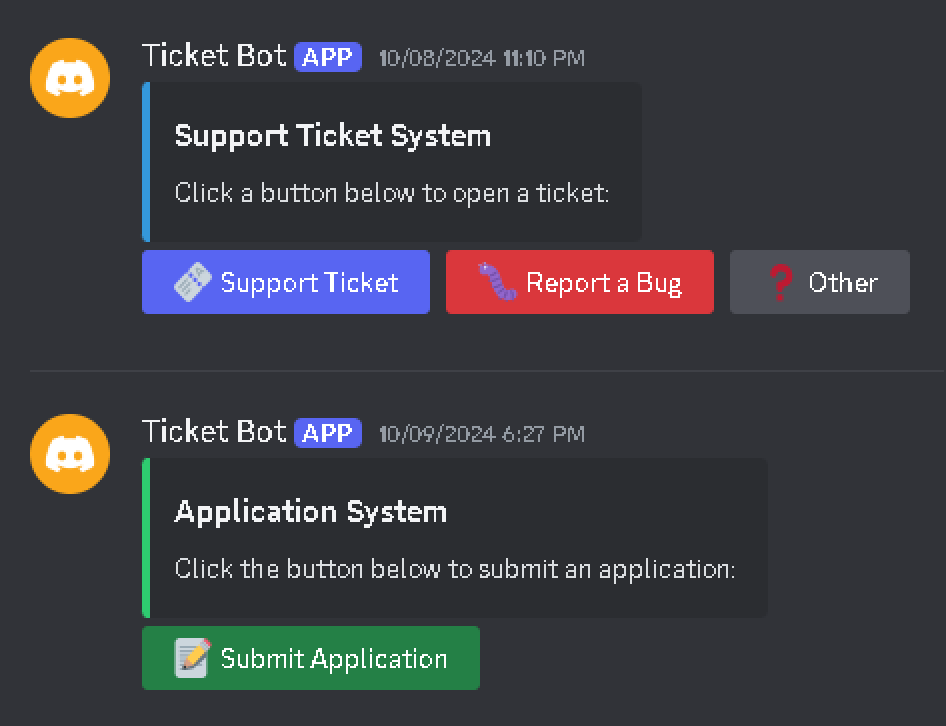 Ticket Bot APP 10/08/2024 11:10 PM
Support Ticket System
Click a button below to open a ticket:
Support Ticket Report a Bug Other
Ticket Bot APP 10/09/2024 6:27 PM
Application System
Click the button below to submit an application:
Submit Application